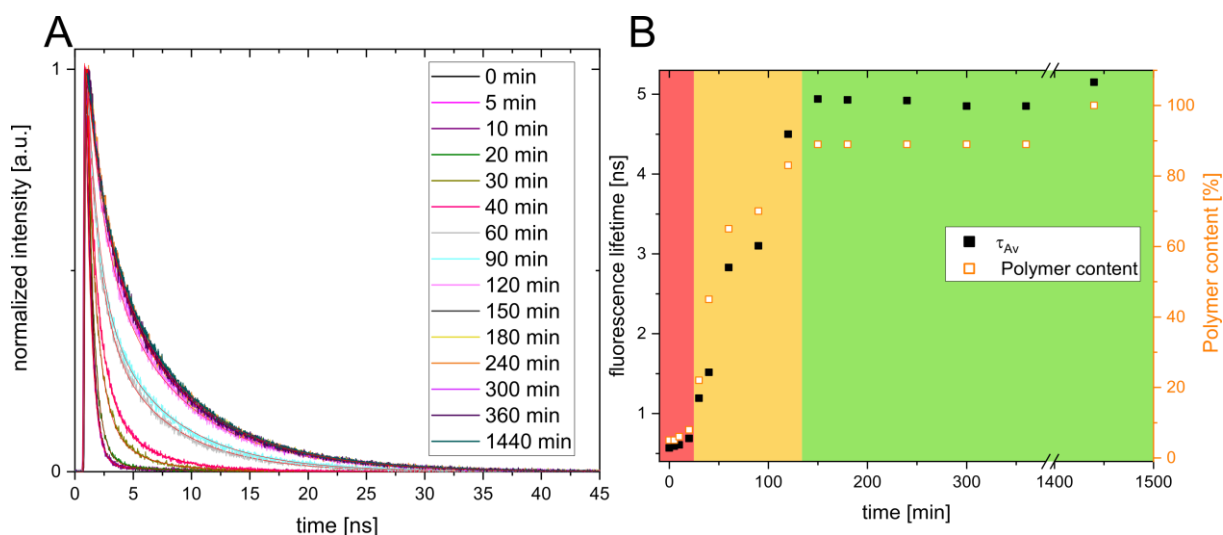 A
normalized intensity [a.u.]
1
0
0 min
5 min
10 min
20 min
30 min
40 min
60 min
90 min
120 min
150 min
180 min
240 min
300 min
360 min
1440 min
0 5 10 15 20 25 30 35 40 45
time [ns]
B
fluorescence lifetime [ns]
5
4
3
2
1
τAv
Polymer content
100
80
60
40
20
0
Polymer content [%]
0 100 200 300 1400 1500
time [min]